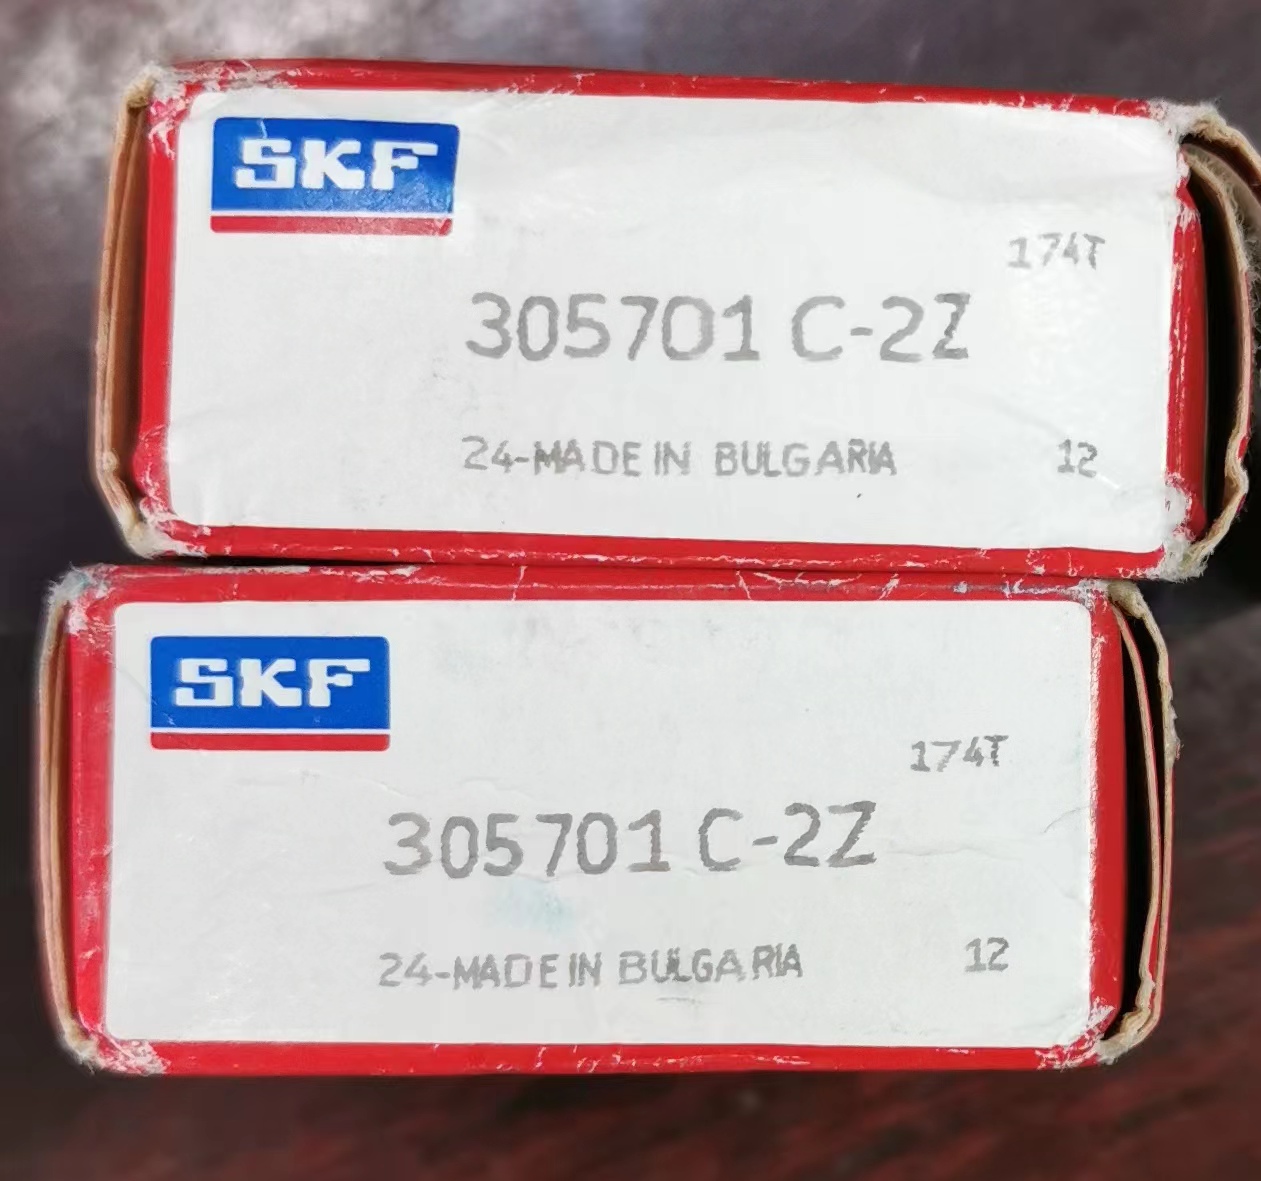 SKF
174T
305701 C-2Z
24-MADE IN BULGARIA 12
SKF
174T
305701 C-2Z
24-MADE IN BULGARIA 12